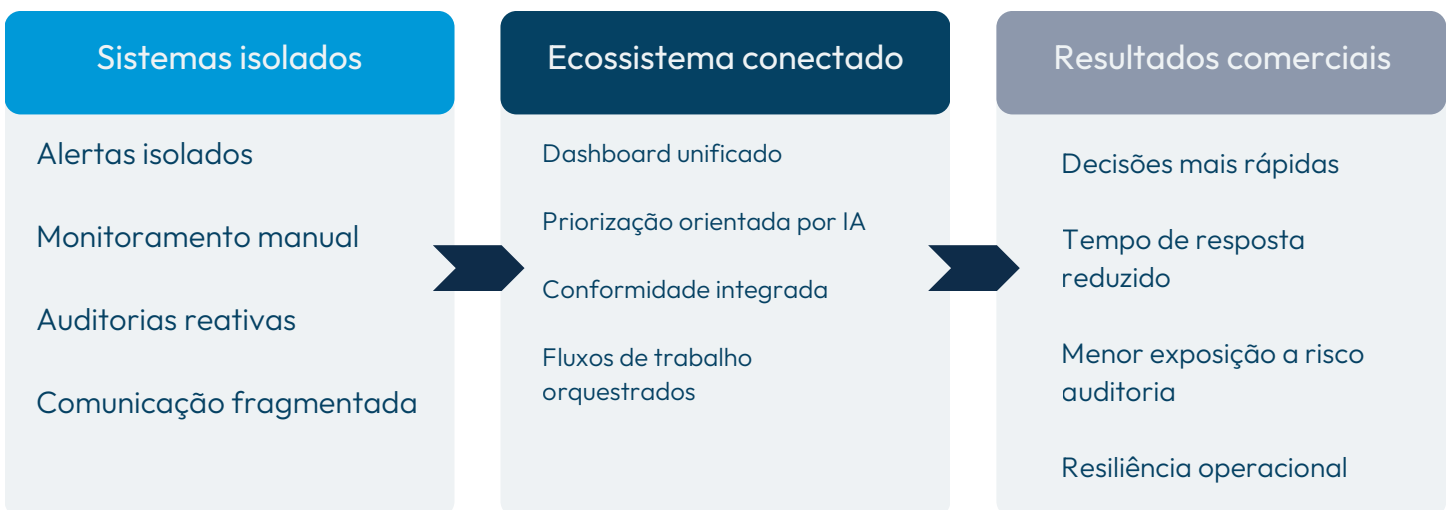 Sistemas isolados
Alertas isolados
Monitoramento manual
Auditorias reativas
Comunicação fragmentada
Ecossistema conectado
Dashboard unificado
Priorização orientada por IA
Conformidade integrada
Fluxos de trabalho
orquestrados
Resultados comerciais
Decisões mais rápidas
Tempo de resposta
reduzido
Menor exposição a risco
auditoria
Resiliência operacional